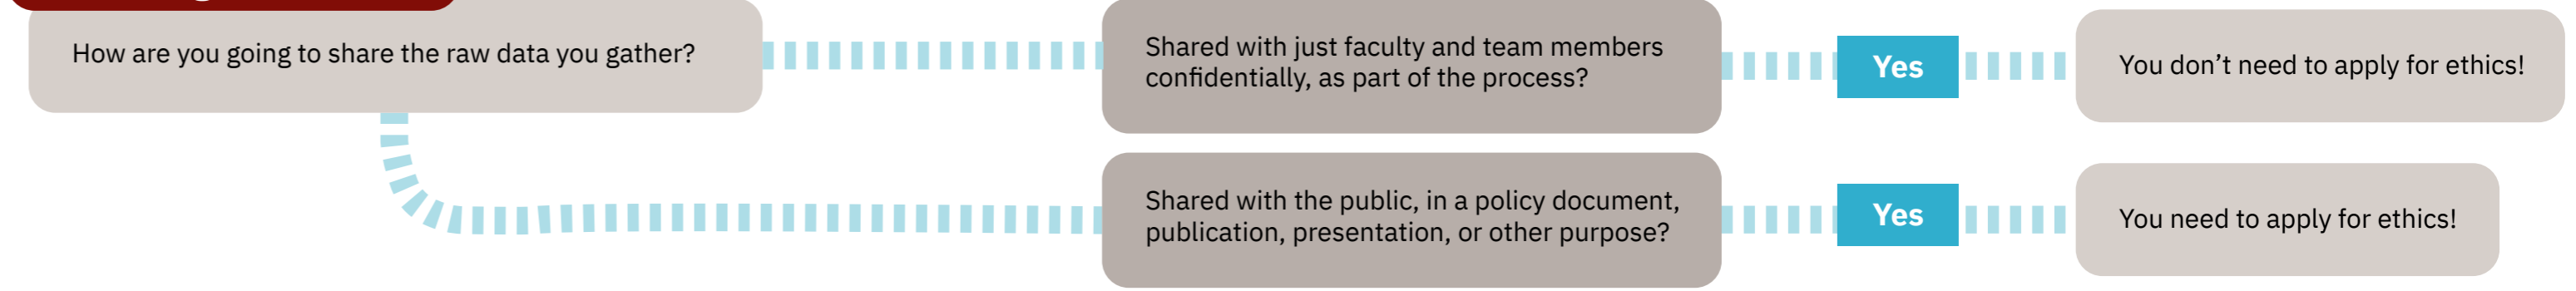 How are you going to share the raw data you gather?
Shared with just faculty and team members
confidentially, as part of the process?
Yes
You don’t need to apply for ethics!
Shared with the public, in a policy document,
publication, presentation, or other purpose?
Yes
You need to apply for ethics!